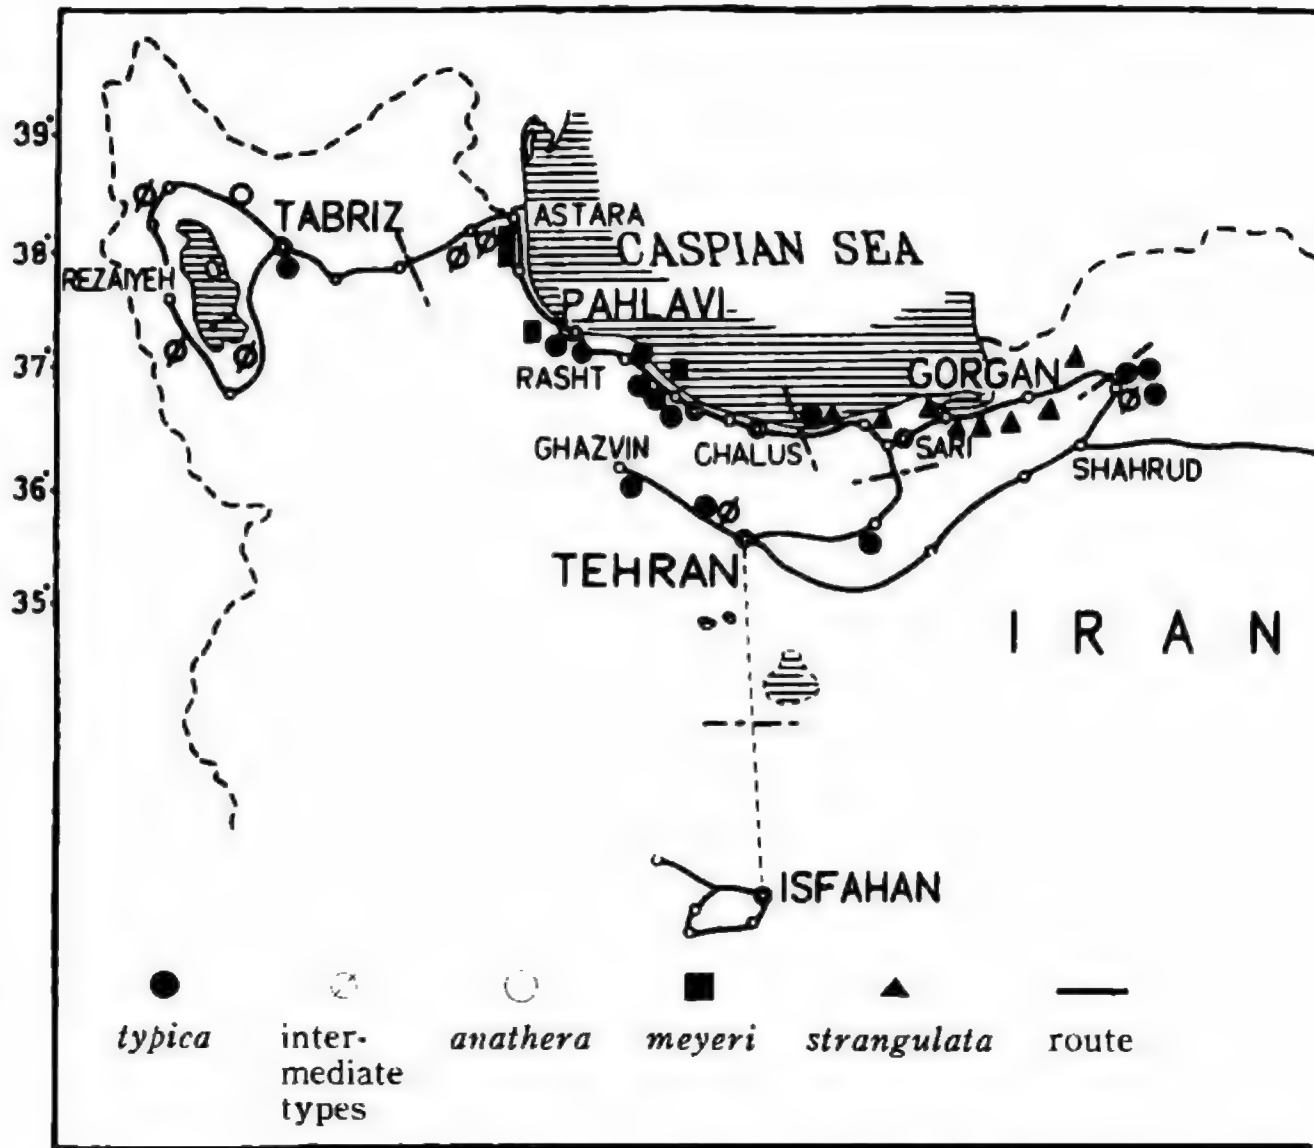 39°
38°
37°
36°
35°
TABRIZ
ASTARA
CASPIAN SEA
REZAIYEH
PAHLAVI
RASHT
GORGAN
GHAZVIN
CHALUS
SARI
SHAHRUD
TEHRAN
IRAN
ISFAHAN
typica
inter-
mediate
types
anathera
meyeri
strangulata
route